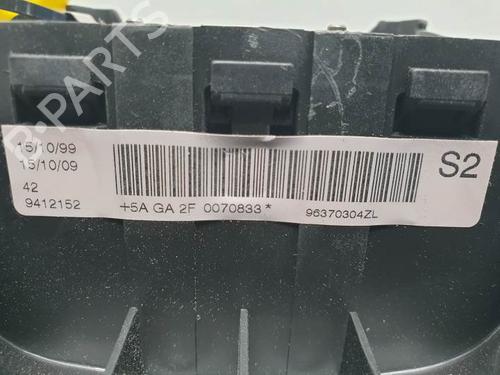 B-PARTS
15/10/99
15/10/09
42
9412152
+5A GA 2F 0070833*
96370304ZL
S2